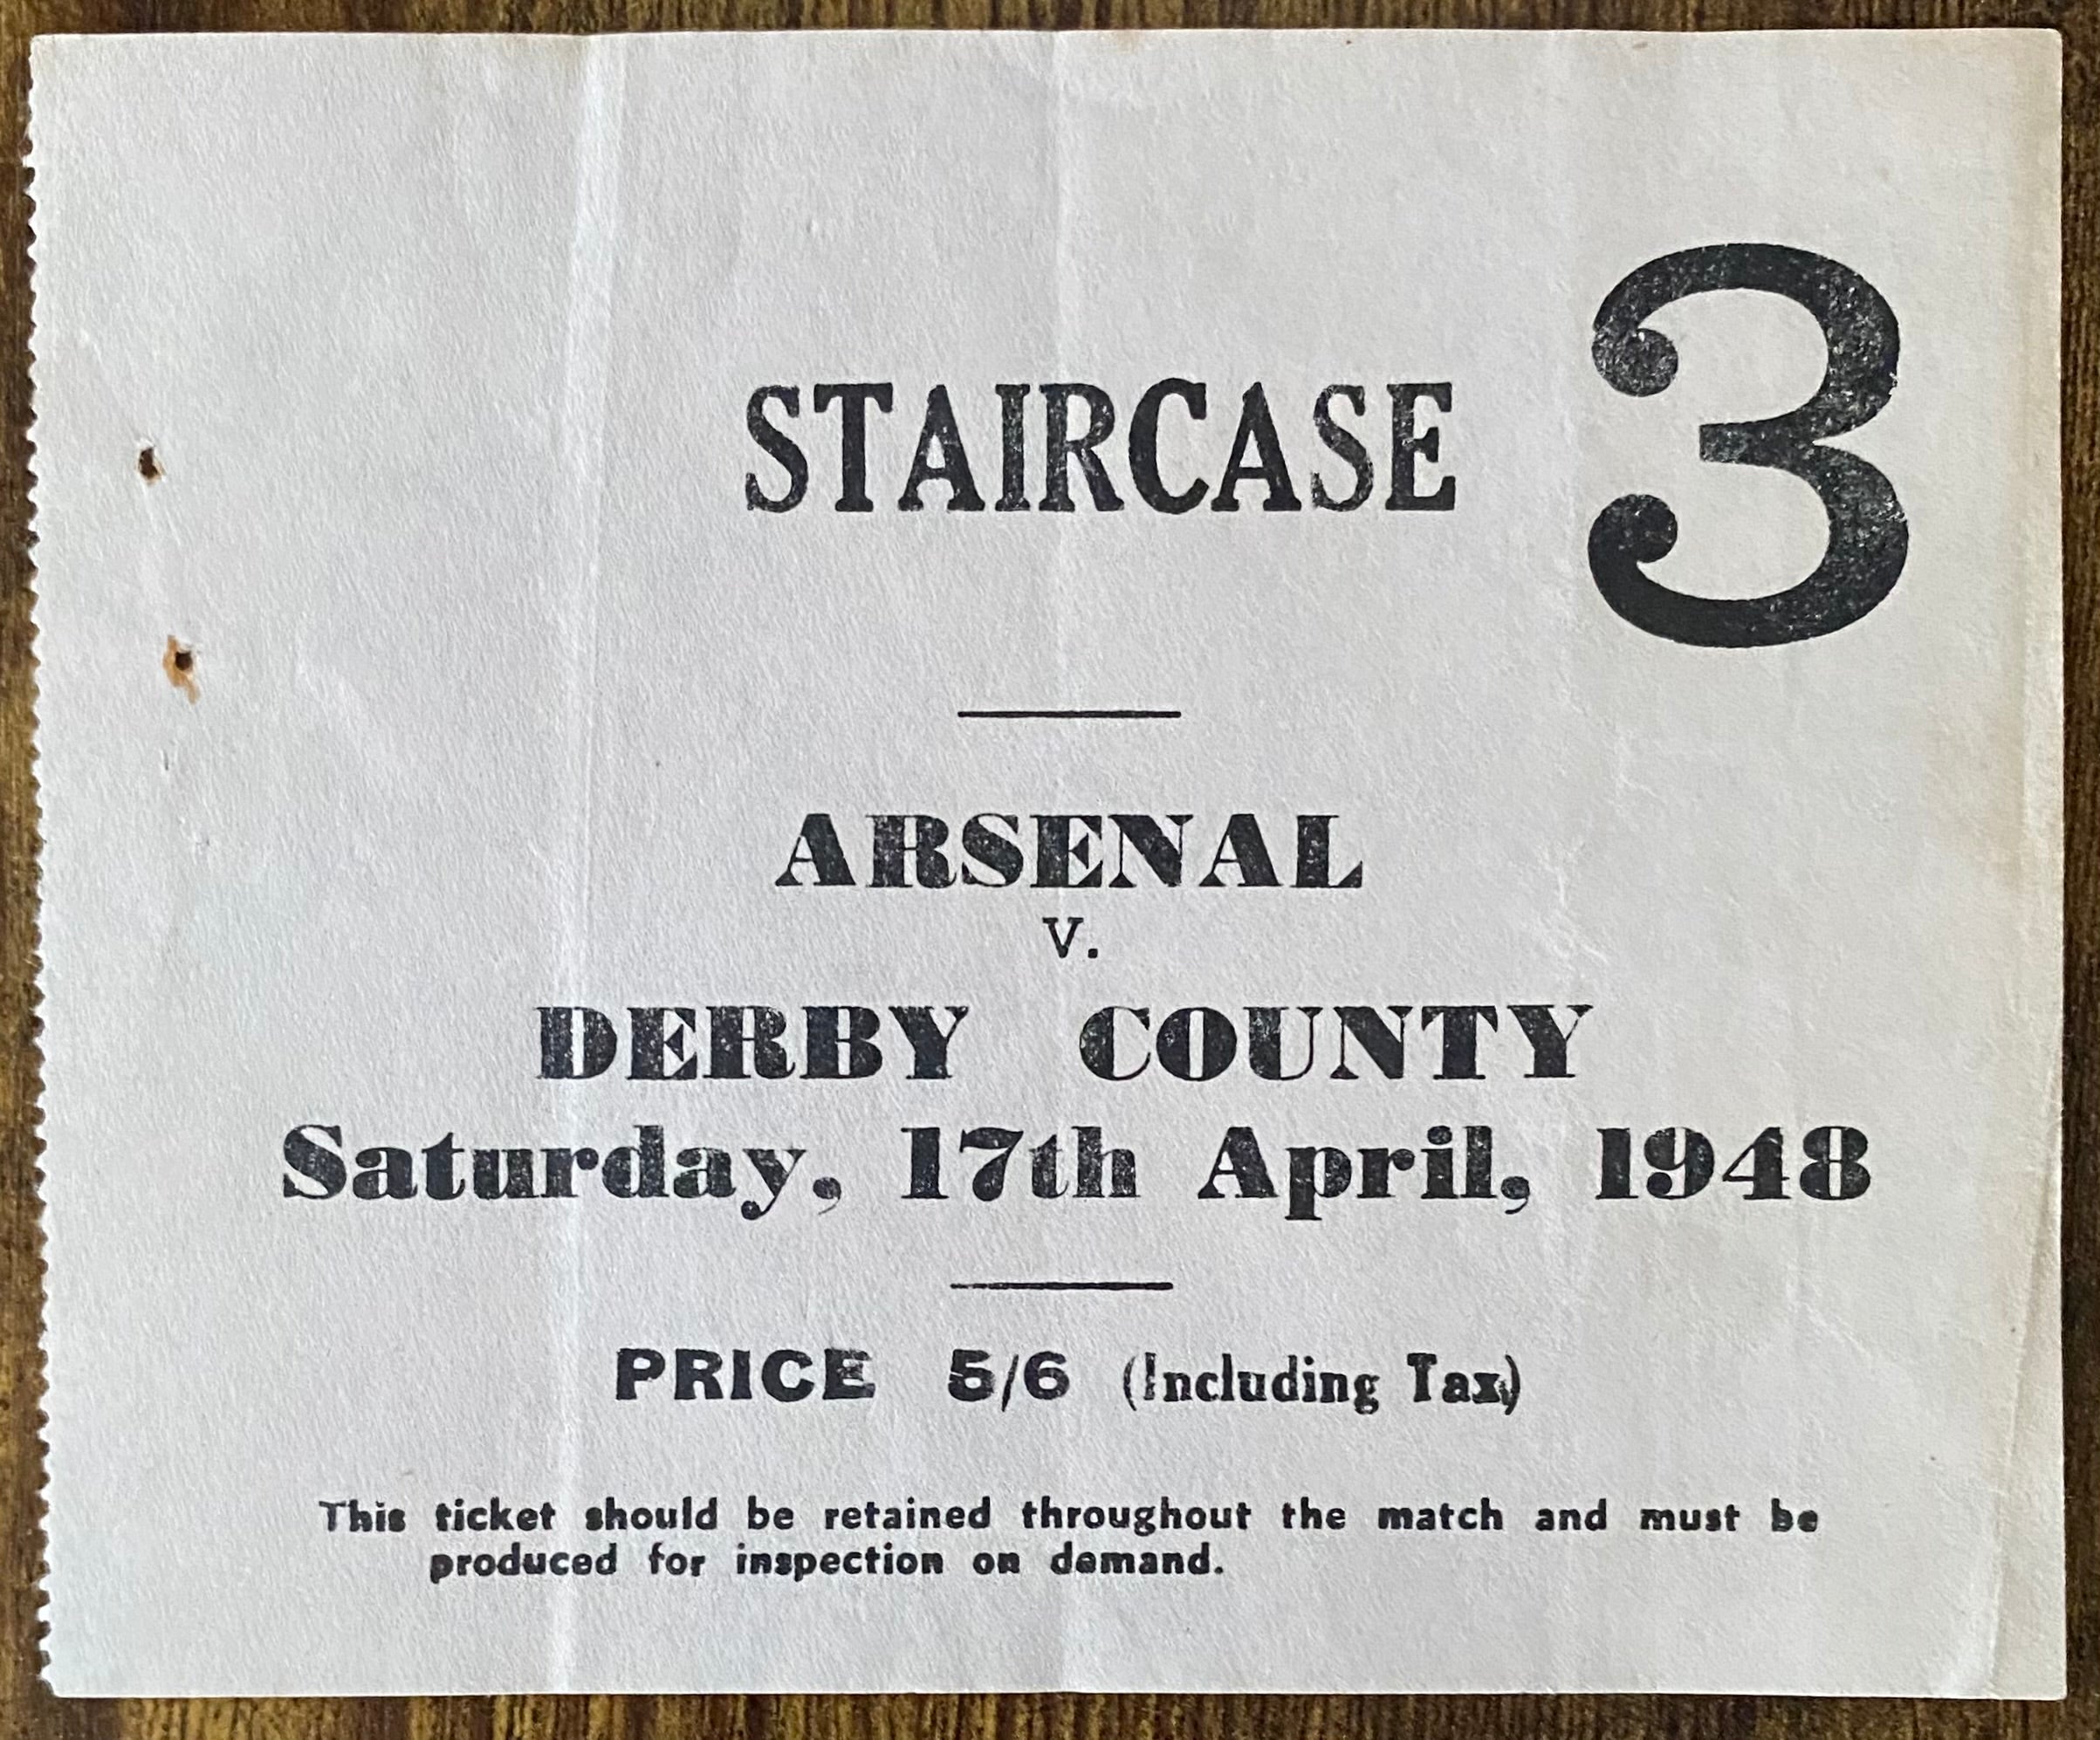 STAIRCASE 3
ARSENAL
v.
DERBY COUNTY
Saturday, 17th April, 1948
PRICE 5/6 (Including Tax)
This ticket should be retained throughout the match and must be
produced for inspection on demand.